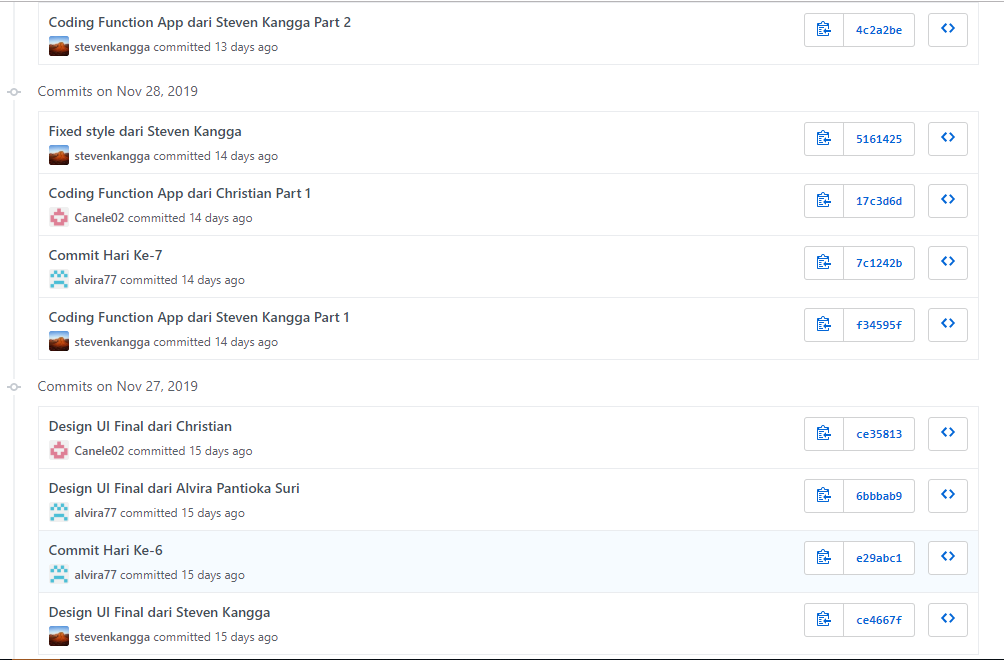 Coding Function App dari Steven Kangga Part 2
4c2a2be
stevenkangga committed 13 days ago
Commits on Nov 28, 2019
Fixed style dari Steven Kangga
5161425
stevenkangga committed 14 days ago
Coding Function App dari Christian Part 1
17c3d6d
Canele02 committed 14 days ago
Commit Hari Ke-7
7c1242b
alvira77 committed 14 days ago
Coding Function App dari Steven Kangga Part 1
f34595f
stevenkangga committed 14 days ago
Commits on Nov 27, 2019
Design UI Final dari Christian
ce35813
Canele02 committed 15 days ago
Design UI Final dari Alvira Pantioka Suri
6bbbab9
alvira77 committed 15 days ago
Commit Hari Ke-6
e29abc1
alvira77 committed 15 days ago
Design UI Final dari Steven Kangga
ce4667f
stevenkangga committed 15 days ago